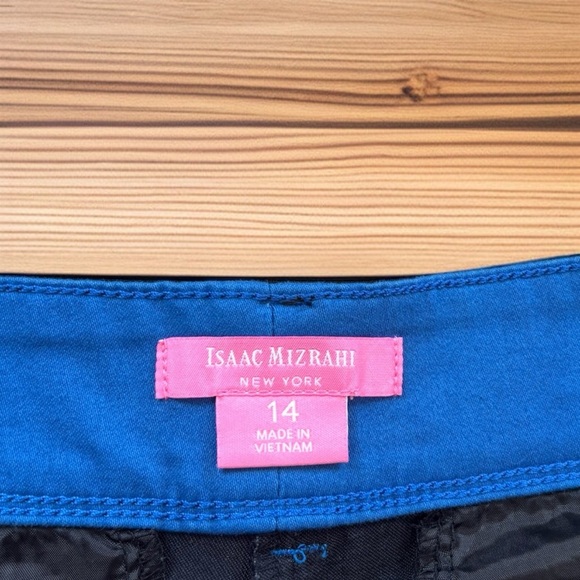 ISAAC MIZRAHI
NEW YORK
14
MADE IN
VIETNAM